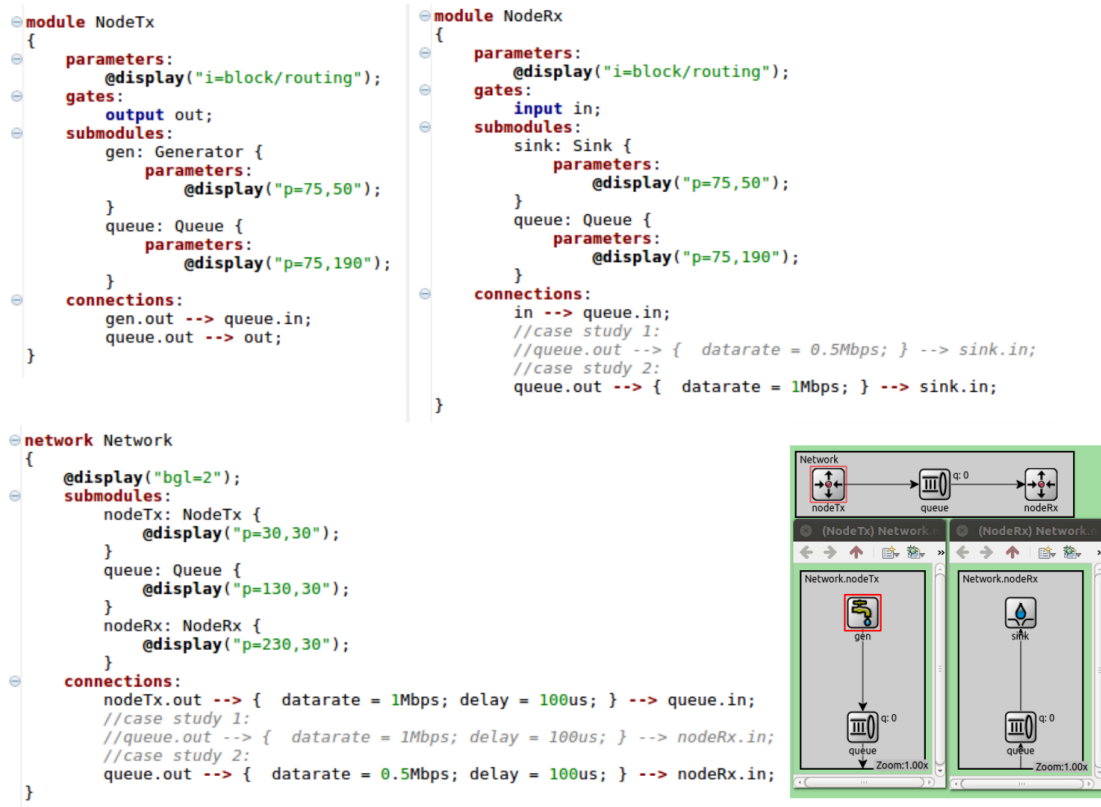 module NodeTx
{
    parameters:
        @display("i=block/routing");
    gates:
        output out;
    submodules:
        gen: Generator {
            parameters:
                @display("p=75,50");
        }
        queue: Queue {
            parameters:
                @display("p=75,190");
        }
    connections:
        gen.out --> queue.in;
        queue.out --> out;
}
module NodeRx
{
    parameters:
        @display("i=block/routing");
    gates:
        input in;
    submodules:
        sink: Sink {
            parameters:
                @display("p=75,50");
        }
        queue: Queue {
            parameters:
                @display("p=75,190");
        }
    connections:
        in --> queue.in;
        //case study 1:
        //queue.out --> {  datarate = 0.5Mbps; } --> sink.in;
        //case study 2:
        queue.out --> {  datarate = 1Mbps; } --> sink.in;
}
network Network
{
    @display("bgl=2");
    submodules:
        nodeTx: NodeTx {
            @display("p=30,30");
        }
        queue: Queue {
            @display("p=130,30");
        }
        nodeRx: NodeRx {
            @display("p=230,30");
        }
    connections:
        nodeTx.out --> {  datarate = 1Mbps; delay = 100us; } --> queue.in;
        //case study 1:
        //queue.out --> {  datarate = 1Mbps; delay = 100us; } --> nodeRx.in;
        //case study 2:
        queue.out --> {  datarate = 0.5Mbps; delay = 100us; } --> nodeRx.in;
}
Network
q: 0
nodeTx queue nodeRx
(NodeTx) Network.
»
Network.nodeTx
gen
q: 0
queue
Zoom:1.00x
(NodeRx) Network.
»
Network.nodeRx
sink
q: 0
queue
Zoom:1.00x